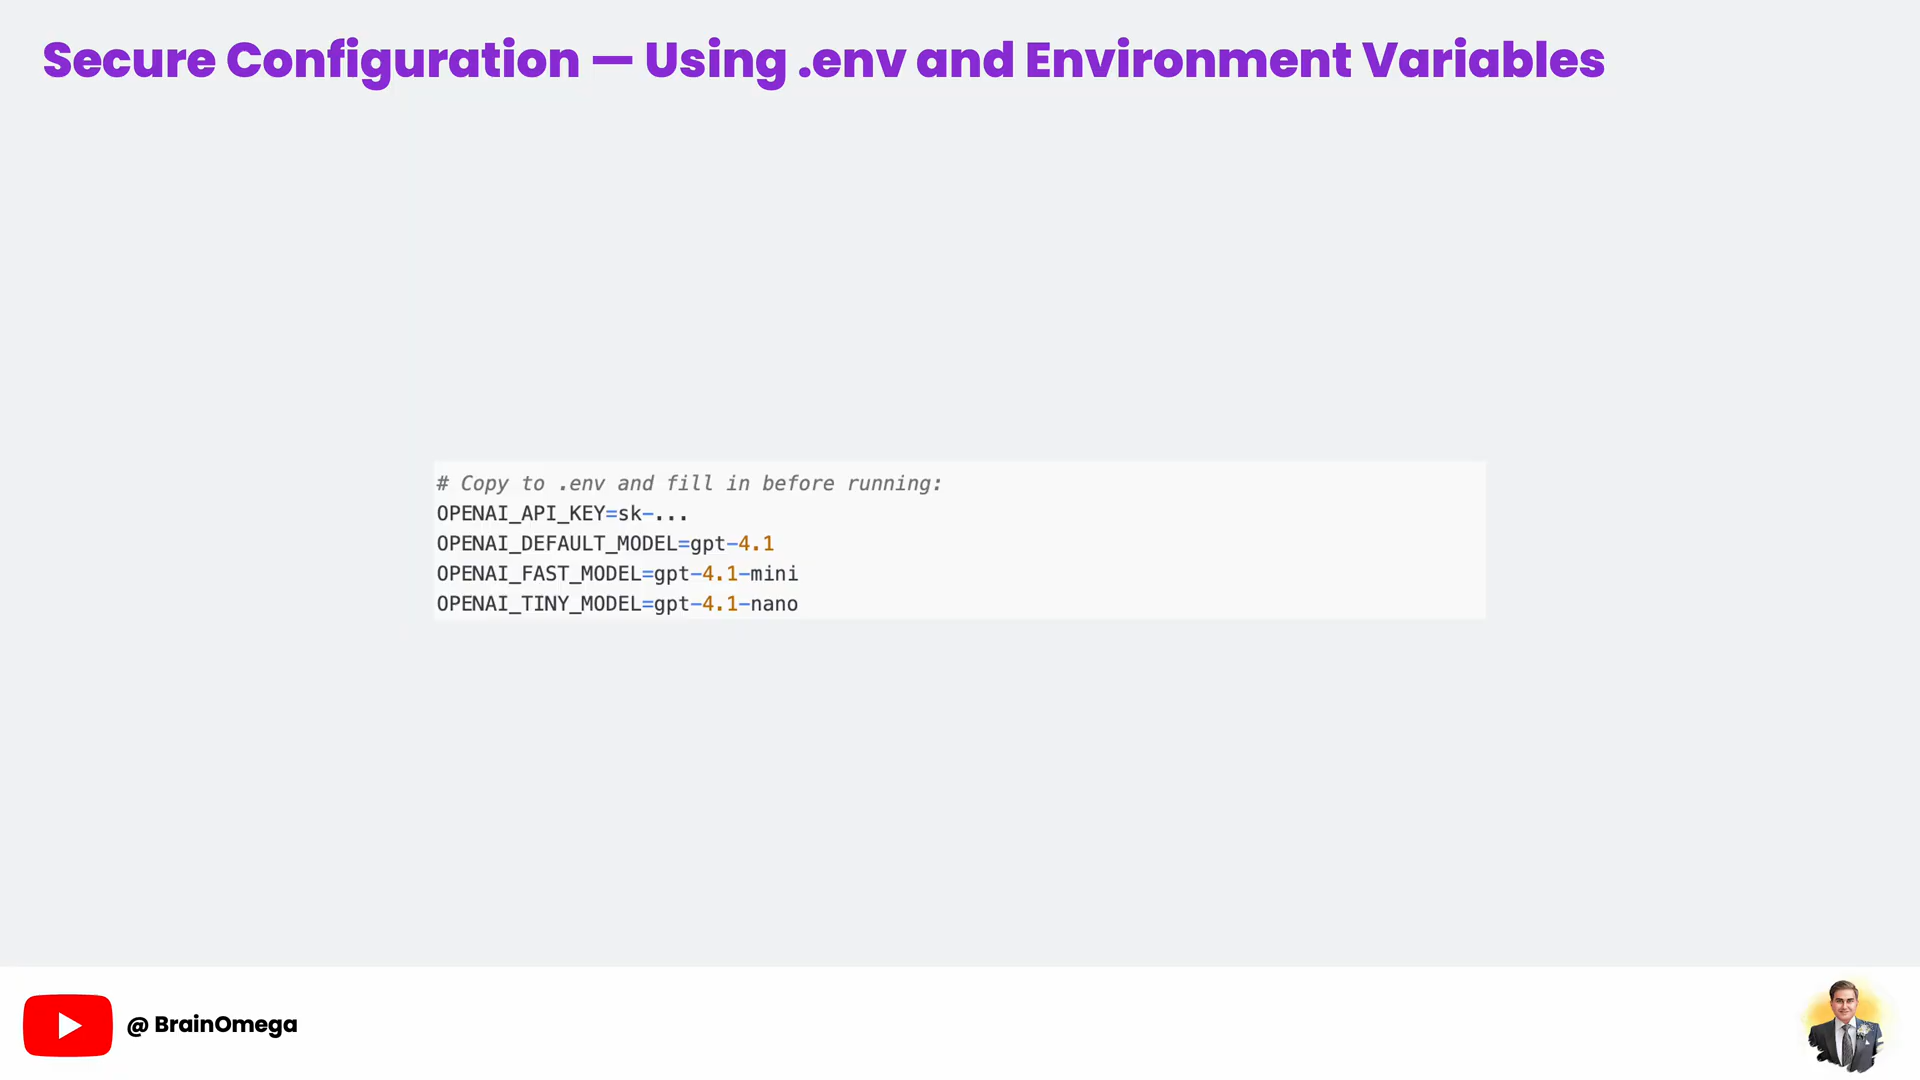 Secure Configuration — Using .env and Environment Variables
# Copy to .env and fill in before running:
OPENAI_API_KEY=sk-...
OPENAI_DEFAULT_MODEL=gpt-4.1
OPENAI_FAST_MODEL=gpt-4.1-mini
OPENAI_TINY_MODEL=gpt-4.1-nano
@ BrainOmega